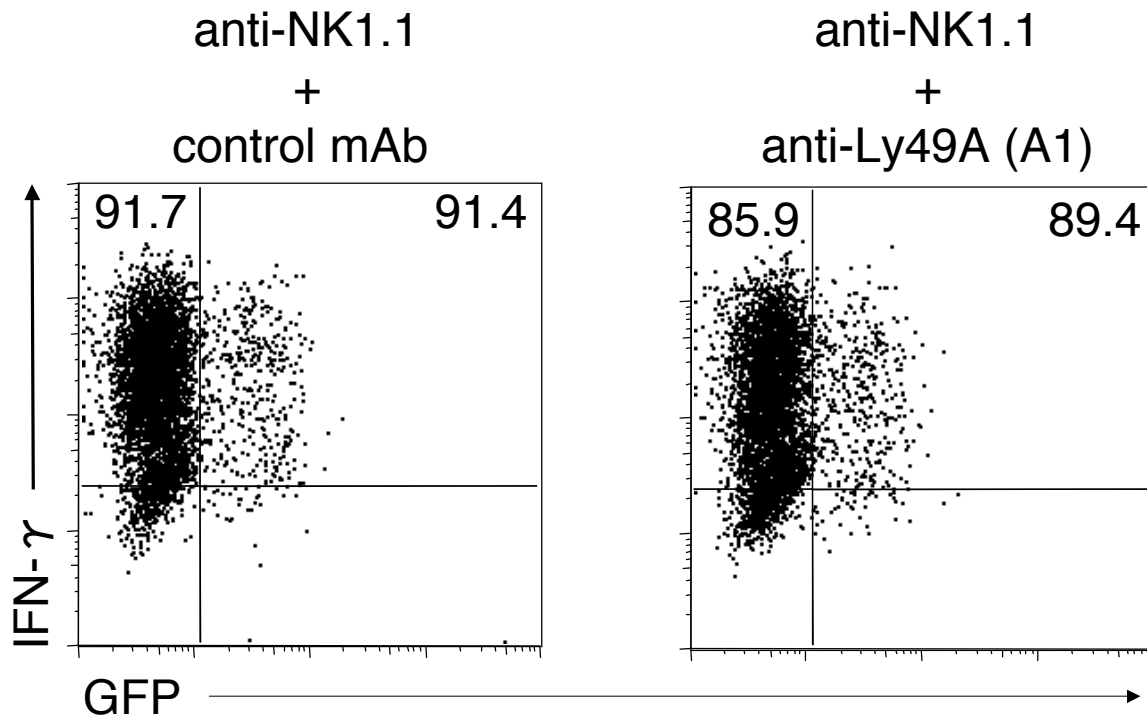 anti-NK1.1
+
control mAb
anti-NK1.1
+
anti-Ly49A (A1)
91.7 91.4
85.9 89.4
IFN-γ
GFP